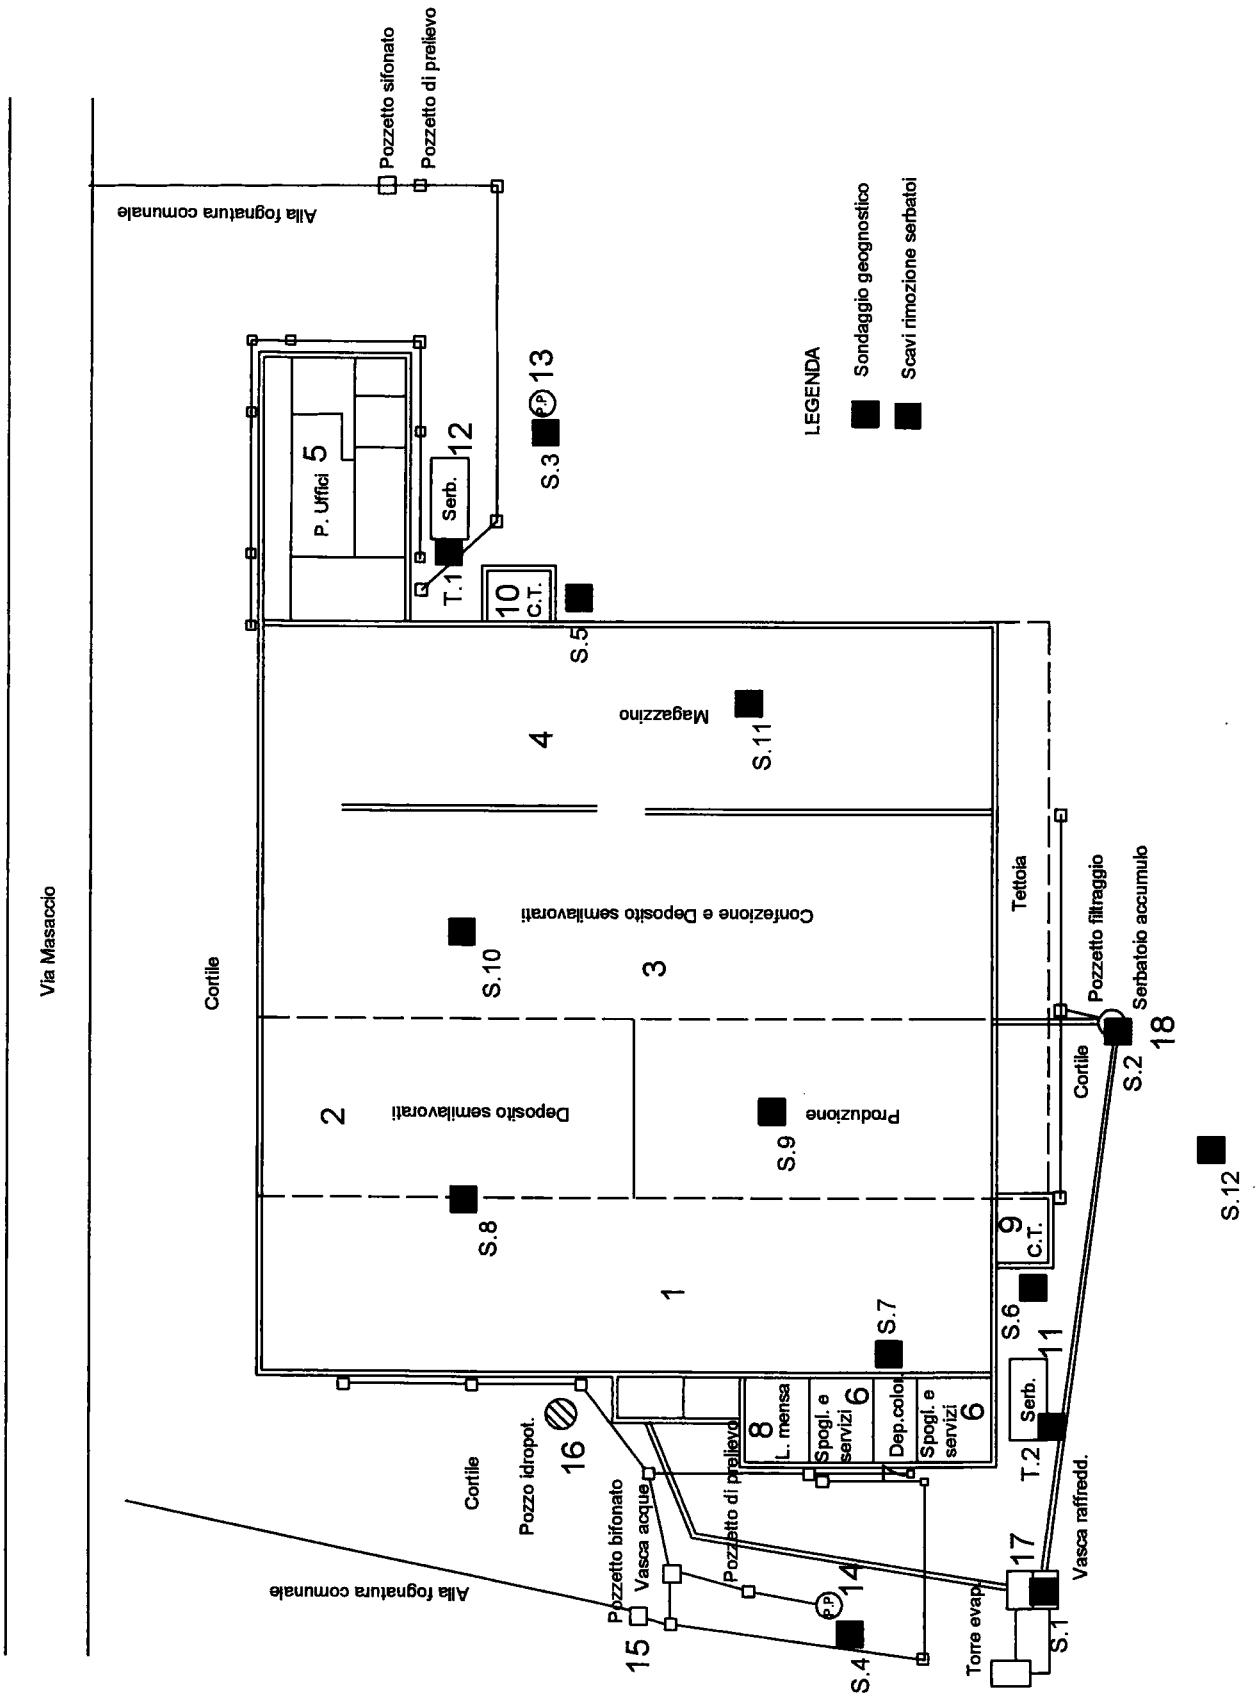 Via Masaccio
Cortile
Alla fognatura comunale
Pozzetto sifonato
Pozzetto di prelievo
P. Uffici 5
Serb.
12
T.1
10
C.T.
P.P
13
S.3
S.5
LEGENDA
Sondaggio geognostico
Scavi rimozione serbatoi
4
Magazzino
S.11
3
Confezione e Deposito semilavorati
S.10
2
Deposito semilavorati
Produzione
S.9
S.8
1
S.7
Tettoia
Pozzetto filtraggio
Serbatoio accumulo
Cortile
S.2
18
S.12
9
C.T.
S.6
11
Serb.
T.2
8
L. mensa
Spogl. e
servizi
6
Dep.color.
Spogl. e
servizi
6
Cortile
Pozzo idropot.
16
Alla fognatura comunale
Pozzetto bifonato
Vasca acque
Pozzetto di prelievo
15
P.P
14
S.4
17
Vasca raffredd.
Torre evap.
S.1